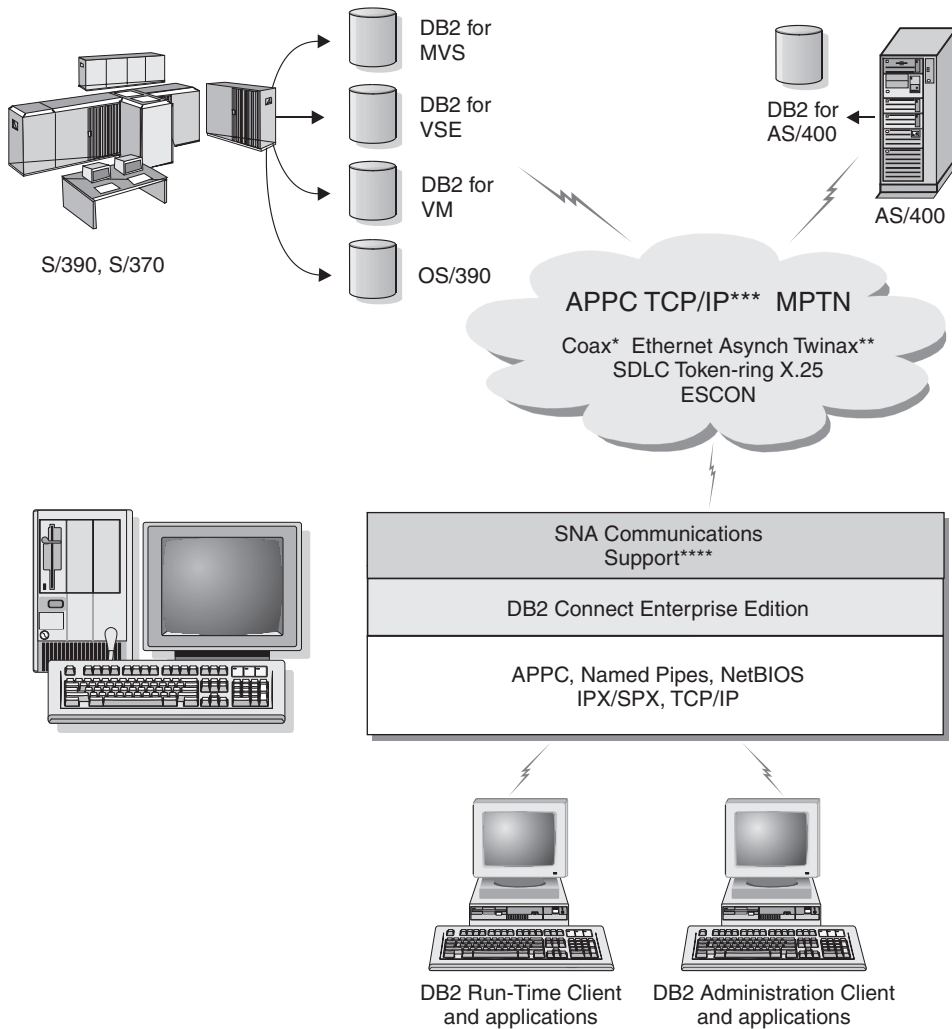 DB2 for
MVS
DB2 for
VSE
DB2 for
VM
OS/390
S/390, S/370
DB2 for
AS/400
AS/400
APPC TCP/IP*** MPTN
Coax* Ethernet Asynch Twinax**
SDLC Token-ring X.25
ESCON
SNA Communications
Support****
DB2 Connect Enterprise Edition
APPC, Named Pipes, NetBIOS
IPX/SPX, TCP/IP
DB2 Run-Time Client
and applications
DB2 Administration Client
and applications